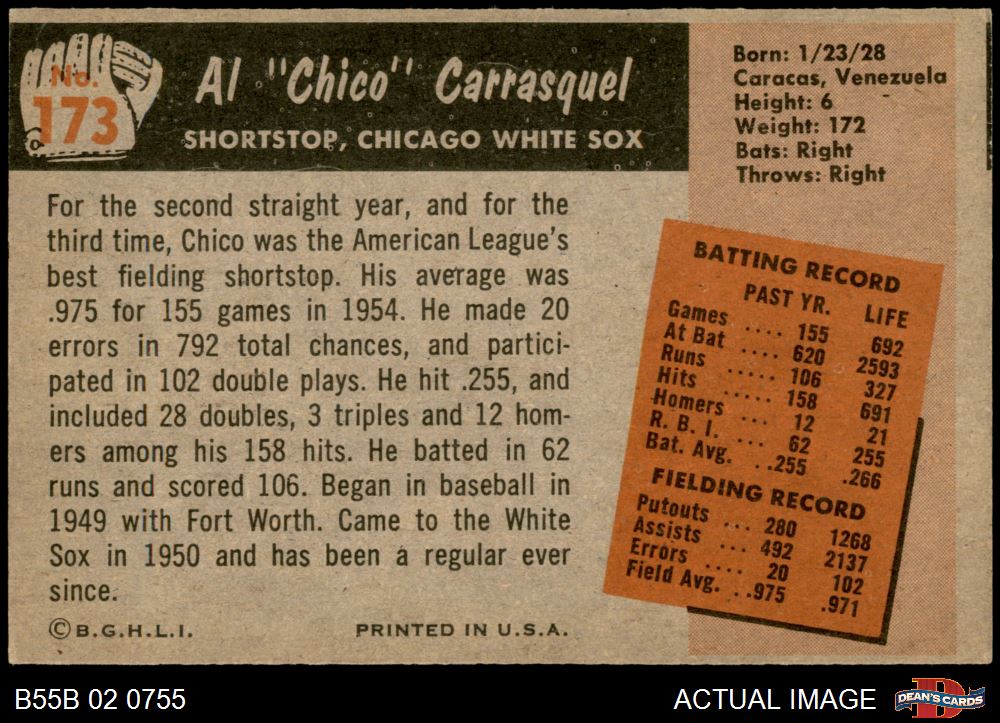 No.
173
Al "Chico" Carrasquel
SHORTSTOP, CHICAGO WHITE SOX
Born: 1/23/28
Caracas, Venezuela
Height: 6
Weight: 172
Bats: Right
Throws: Right
For the second straight year, and for the
third time, Chico was the American League's
best fielding shortstop. His average was
.975 for 155 games in 1954. He made 20
errors in 792 total chances, and partici-
pated in 102 double plays. He hit .255, and
included 28 doubles, 3 triples and 12 hom-
ers among his 158 hits. He batted in 62
runs and scored 106. Began in baseball in
1949 with Fort Worth. Came to the White
Sox in 1950 and has been a regular ever
since.
© B.G.H.L.I. PRINTED IN U.S.A.
BATTING RECORD
PAST YR. LIFE
Games .... 155 692
At Bat .... 620 2593
Runs ..... 106 327
Hits ..... 158 691
Homers .... 12 21
R. B. I. ... 62 255
Bat. Avg. ..255 .266
FIELDING RECORD
Putouts ... 280 1268
Assists ... 492 2137
Errors .... 20 102
Field Avg. ..975 .971
B55B 02 0755
ACTUAL IMAGE
D
DEAN'S CARDS